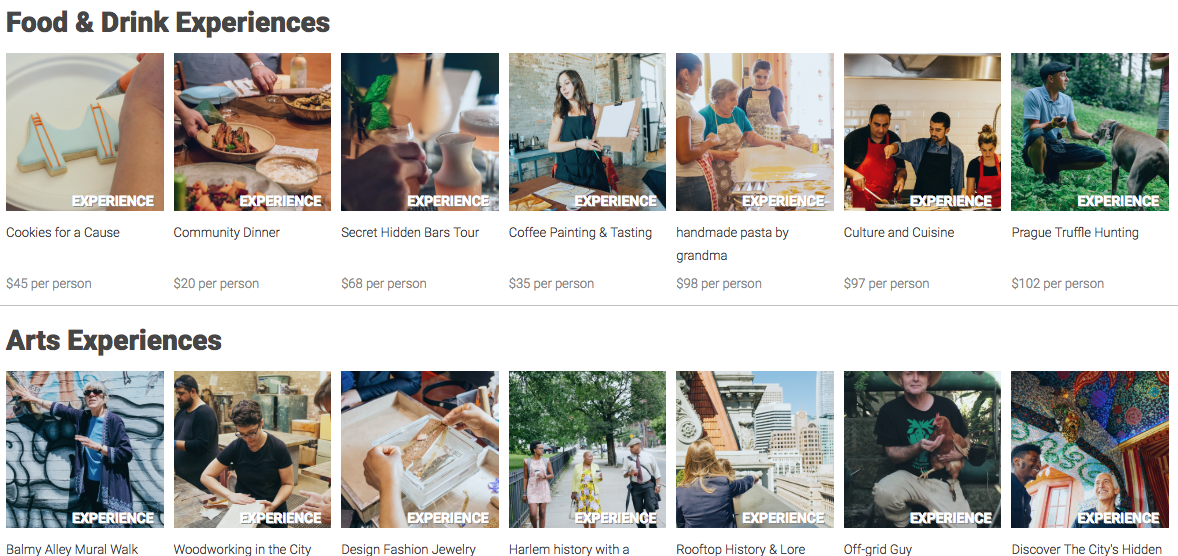 Food & Drink Experiences
EXPERIENCE
EXPERIENCE
EXPERIENCE
EXPERIENCE
EXPERIENCE
EXPERIENCE
EXPERIENCE
Cookies for a Cause
Community Dinner
Secret Hidden Bars Tour
Coffee Painting & Tasting
handmade pasta by
grandma
Culture and Cuisine
Prague Truffle Hunting
$45 per person
$20 per person
$68 per person
$35 per person
$98 per person
$97 per person
$102 per person
Arts Experiences
EXPERIENCE
EXPERIENCE
EXPERIENCE
EXPERIENCE
EXPERIENCE
EXPERIENCE
EXPERIENCE
Balmy Alley Mural Walk
Woodworking in the City
Design Fashion Jewelry
Harlem history with a
Rooftop History & Lore
Off-grid Guy
Discover The City's Hidden